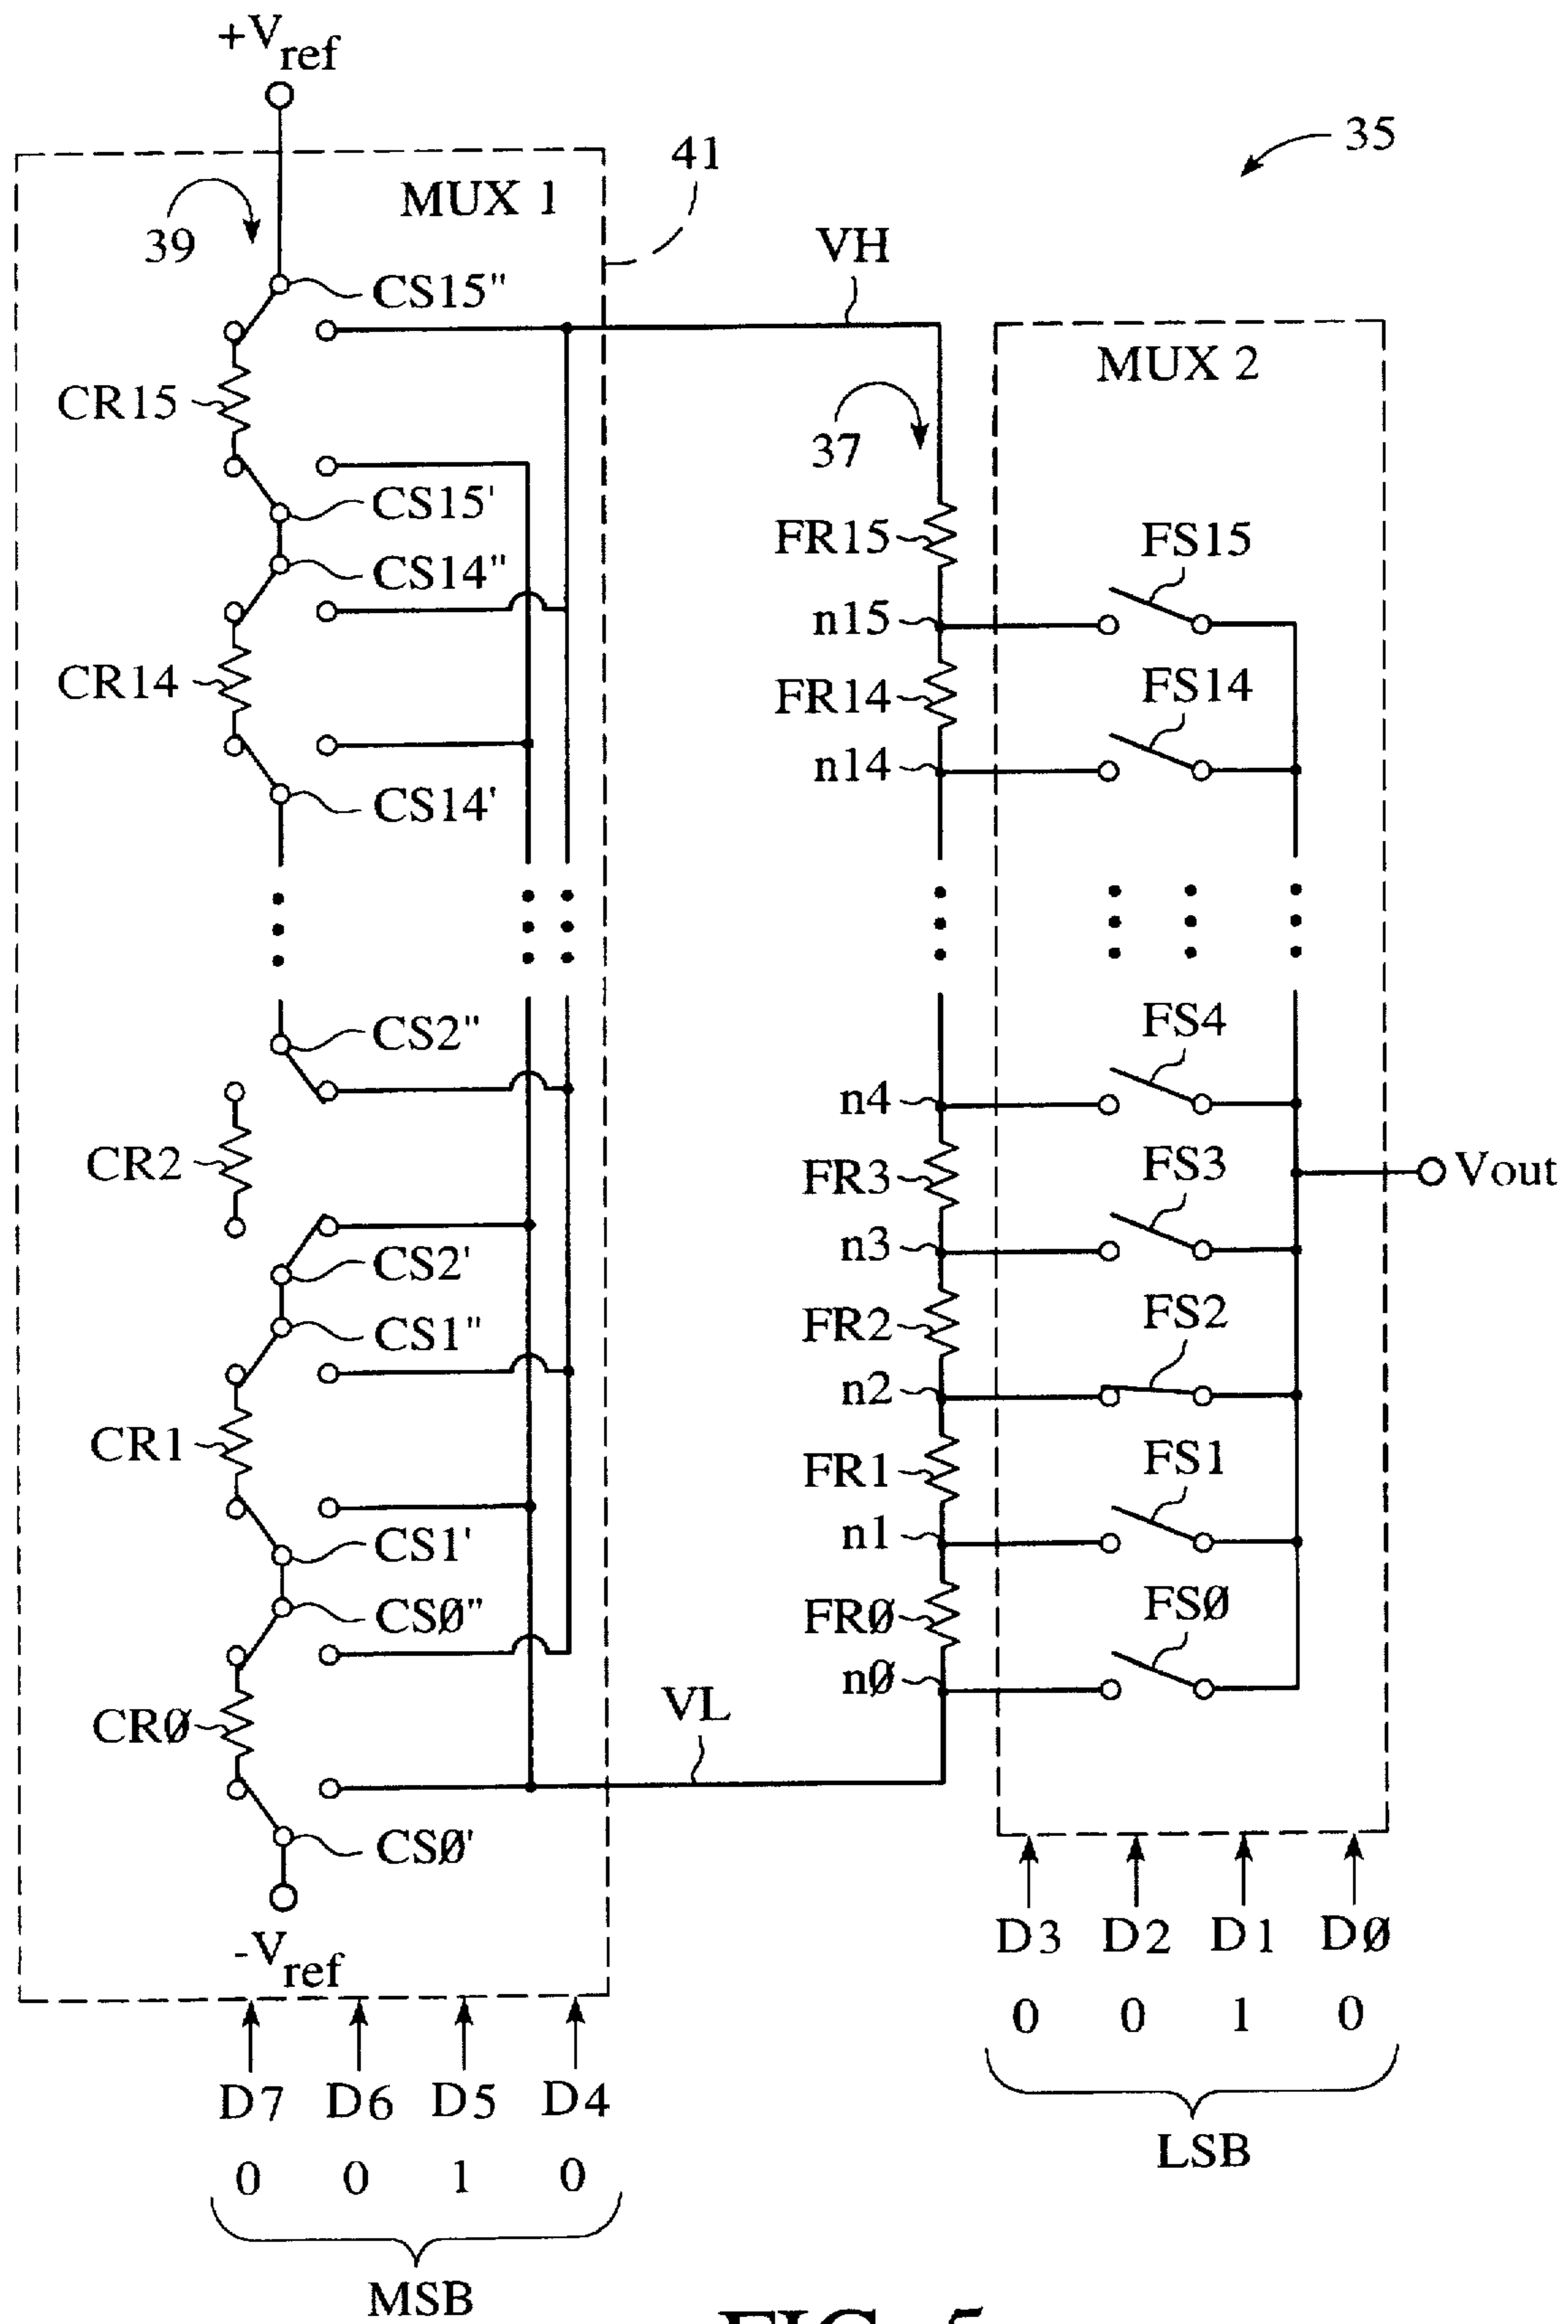 +Vref
35
41
MUX 1
39
VH
CS15"
MUX 2
CR15
37
CS15'
FR15
FS15
CS14"
n15
CR14
FR14
FS14
n14
CS14'
CS2"
FS4
n4
CR2
FR3
FS3
Vout
n3
CS2'
FR2
FS2
CS1"
n2
CR1
FR1
FS1
n1
CS1'
CSØ"
FRØ
FSØ
nØ
CRØ
VL
CSØ'
-Vref
D3 D2 D1 DØ
0 0 1 0
D7 D6 D5 D4
LSB
0 0 1 0
MSB